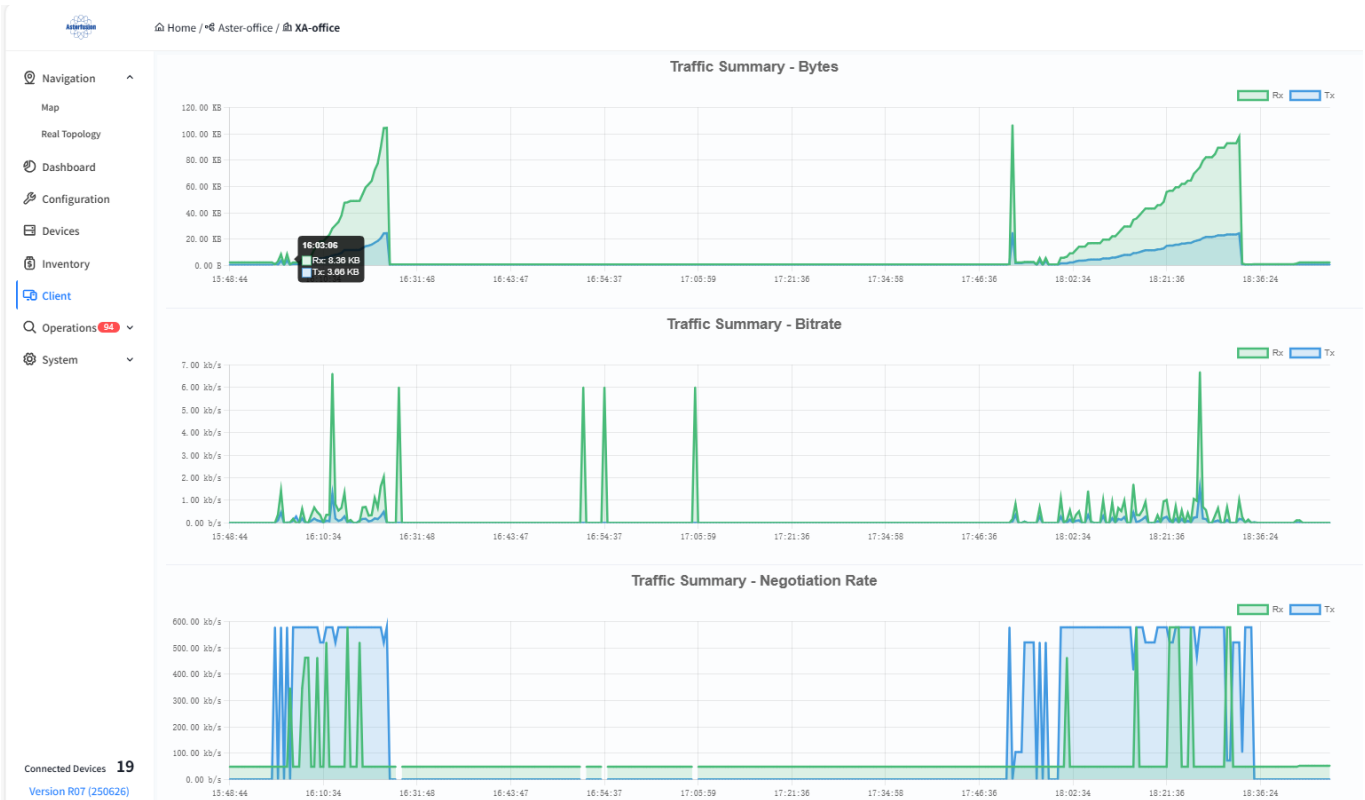 Asterfusion
Home / Aster-office / XA-office
Navigation
Map
Real Topology
Dashboard
Configuration
Devices
Inventory
Client
Operations 94
System
Connected Devices 19
Version R07 (250626)
Traffic Summary - Bytes
Rx Tx
120.00 KB
100.00 KB
80.00 KB
60.00 KB
40.00 KB
20.00 KB
0.00 B
16:03:06
Rx: 8.36 KB
Tx: 3.66 KB
15:48:44 16:10:34 16:31:48 16:43:47 16:54:37 17:05:59 17:21:36 17:34:58 17:46:36 18:02:34 18:21:36 18:36:24
Traffic Summary - Bitrate
Rx Tx
7.00 kb/s
6.00 kb/s
5.00 kb/s
4.00 kb/s
3.00 kb/s
2.00 kb/s
1.00 kb/s
0.00 b/s
15:48:44 16:10:34 16:31:48 16:43:47 16:54:37 17:05:59 17:21:36 17:34:58 17:46:36 18:02:34 18:21:36 18:36:24
Traffic Summary - Negotiation Rate
Rx Tx
600.00 kb/s
500.00 kb/s
400.00 kb/s
300.00 kb/s
200.00 kb/s
100.00 kb/s
0.00 b/s
15:48:44 16:10:34 16:31:48 16:43:47 16:54:37 17:05:59 17:21:36 17:34:58 17:46:36 18:02:34 18:21:36 18:36:24